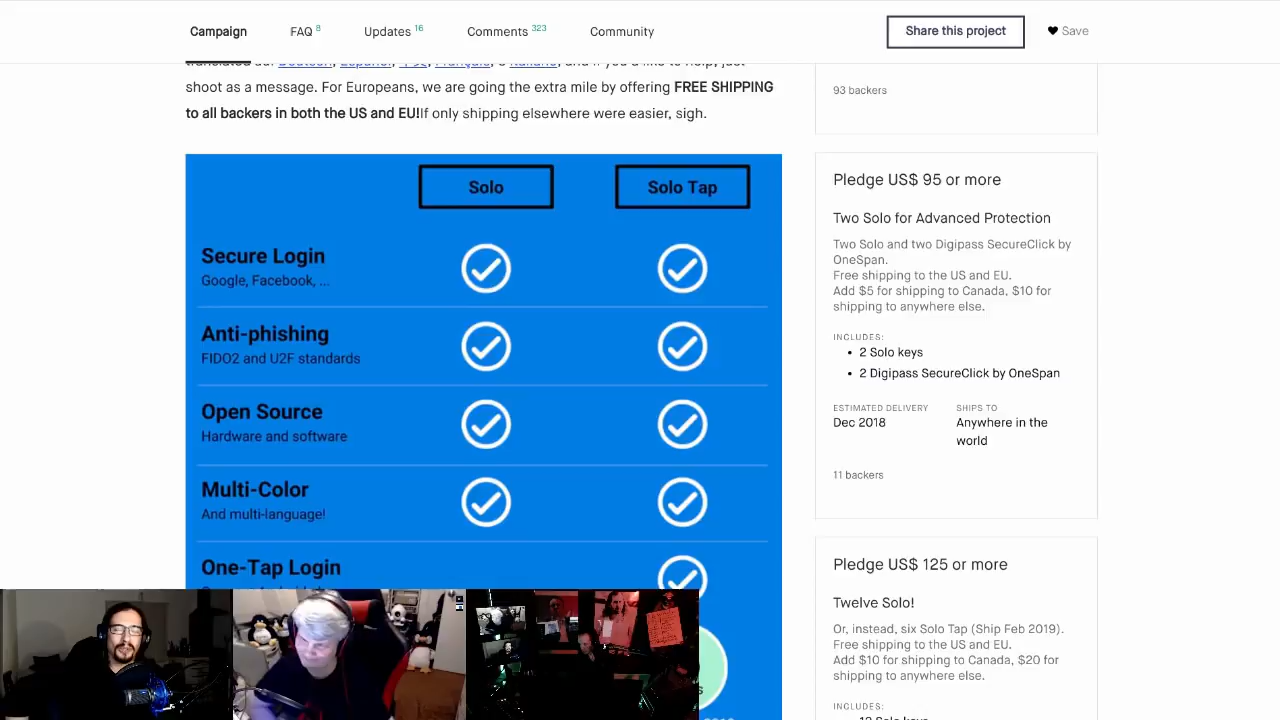 Campaign FAQ 8 Updates 16 Comments 323 Community Share this project Save
shoot as a message. For Europeans, we are going the extra mile by offering FREE SHIPPING
to all backers in both the US and EU!If only shipping elsewhere were easier, sigh.
Solo Solo Tap
Secure Login
Google, Facebook, ...
Anti-phishing
FIDO2 and U2F standards
Open Source
Hardware and software
Multi-Color
And multi-language!
One-Tap Login
93 backers
Pledge US$ 95 or more
Two Solo for Advanced Protection
Two Solo and two Digipass SecureClick by
OneSpan.
Free shipping to the US and EU.
Add $5 for shipping to Canada, $10 for
shipping to anywhere else.
INCLUDES:
• 2 Solo keys
• 2 Digipass SecureClick by OneSpan
ESTIMATED DELIVERY SHIPS TO
Dec 2018 Anywhere in the
world
11 backers
Pledge US$ 125 or more
Twelve Solo!
Or, instead, six Solo Tap (Ship Feb 2019).
Free shipping to the US and EU.
Add $10 for shipping to Canada, $20 for
shipping to anywhere else.
INCLUDES: